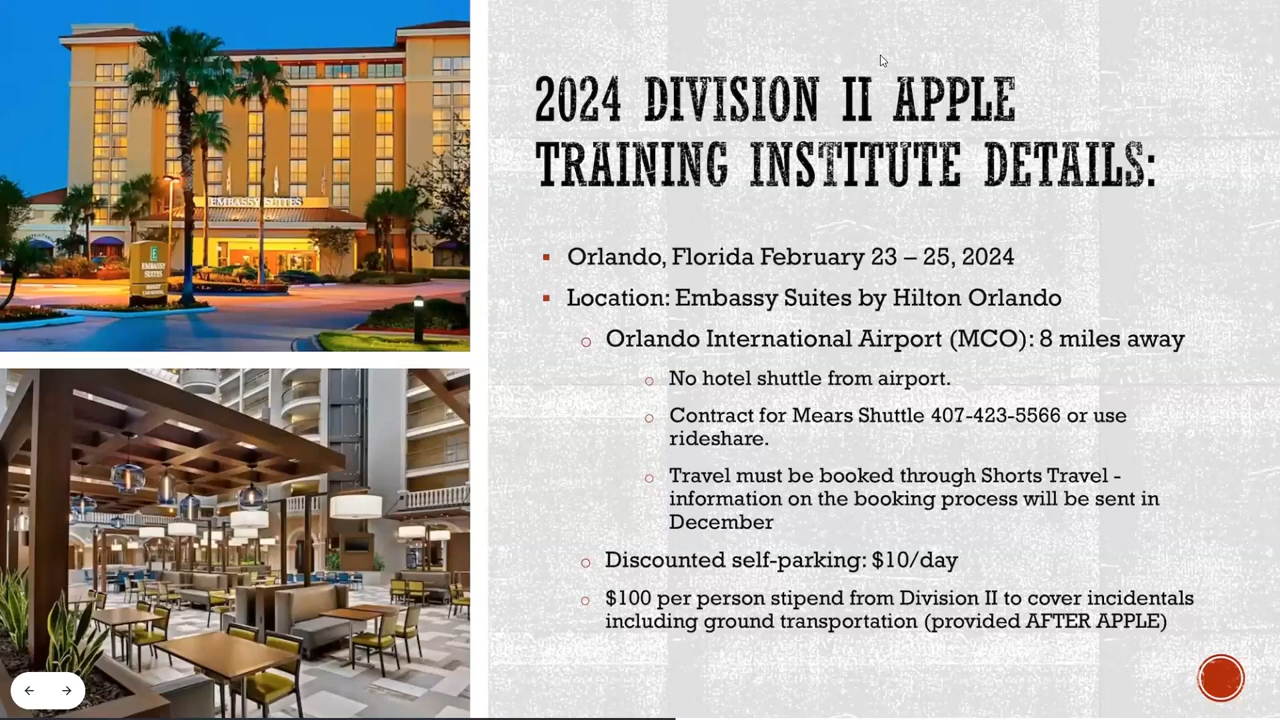 2024 DIVISION II APPLE
TRAINING INSTITUTE DETAILS:
Orlando, Florida February 23 – 25, 2024
Location: Embassy Suites by Hilton Orlando
Orlando International Airport (MCO): 8 miles away
No hotel shuttle from airport.
Contract for Mears Shuttle 407-423-5566 or use
rideshare.
Travel must be booked through Shorts Travel -
information on the booking process will be sent in
December
Discounted self-parking: $10/day
$100 per person stipend from Division II to cover incidentals
including ground transportation (provided AFTER APPLE)
EMBASSY SUITES
E
EMBASSY
SUITES